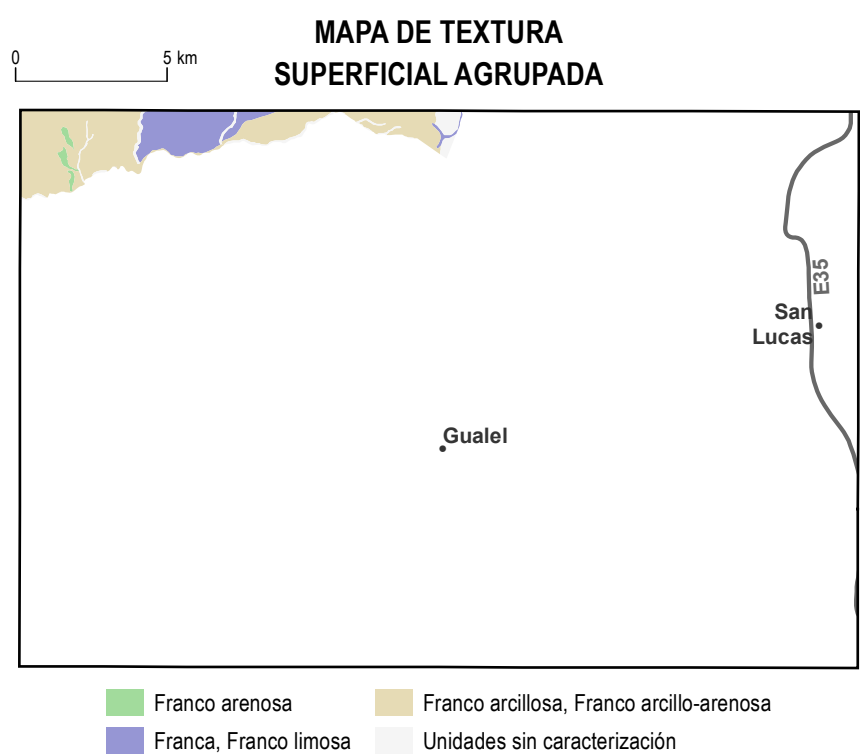 MAPA DE TEXTURA
SUPERFICIAL AGRUPADA
0 5 km
E35
San
Lucas
Gualel
Franco arenosa
Franco arcillosa, Franco arcillo-arenosa
Franca, Franco limosa
Unidades sin caracterización